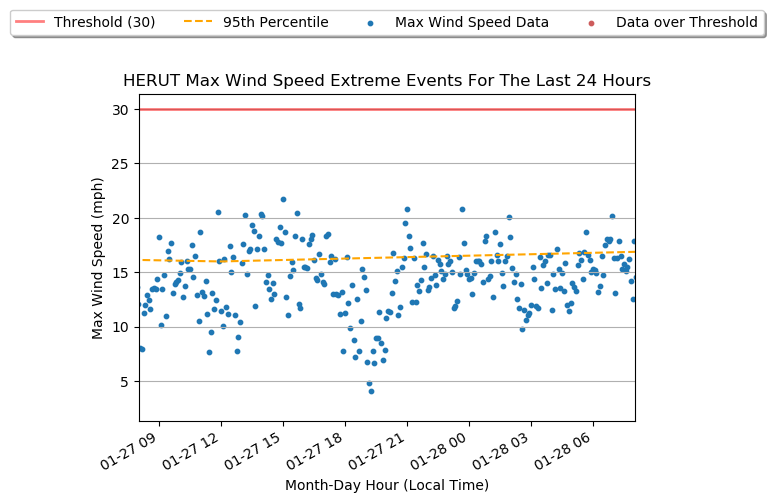 Threshold (30) 95th Percentile Max Wind Speed Data Data over Threshold
HERUT Max Wind Speed Extreme Events For The Last 24 Hours
30
25
20
15
10
5
Max Wind Speed (mph)
01-27 09 01-27 12 01-27 15 01-27 18 01-27 21 01-28 00 01-28 03 01-28 06
Month-Day Hour (Local Time)